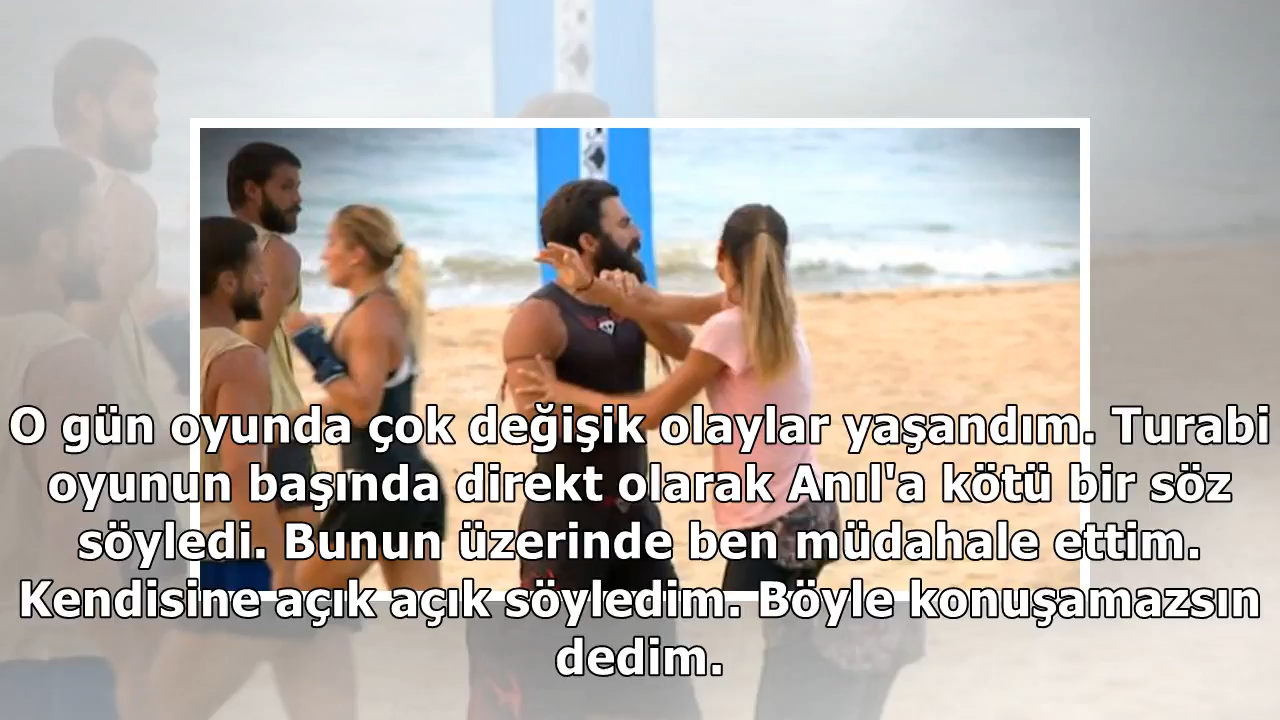 O gün oyunda çok değişik olaylar yaşandım. Turabi
oyunun başında direkt olarak Anıl'a kötü bir söz
söyledi. Bunun üzerinde ben müdahale ettim.
Kendisine açık açık söyledim. Böyle konuşamazsın
dedim.